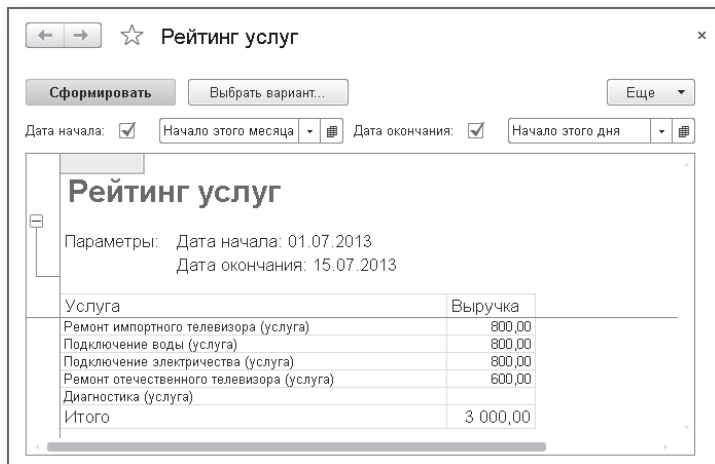 Рейтинг услуг
Сформировать Выбрать вариант... Еще
Дата начала: Начало этого месяца Дата окончания: Начало этого дня
Рейтинг услуг
Параметры: Дата начала: 01.07.2013
Дата окончания: 15.07.2013
Услуга Выручка
Ремонт импортного телевизора (услуга) 800,00
Подключение воды (услуга) 800,00
Подключение электричества (услуга) 800,00
Ремонт отечественного телевизора (услуга) 600,00
Диагностика (услуга)
Итого 3 000,00